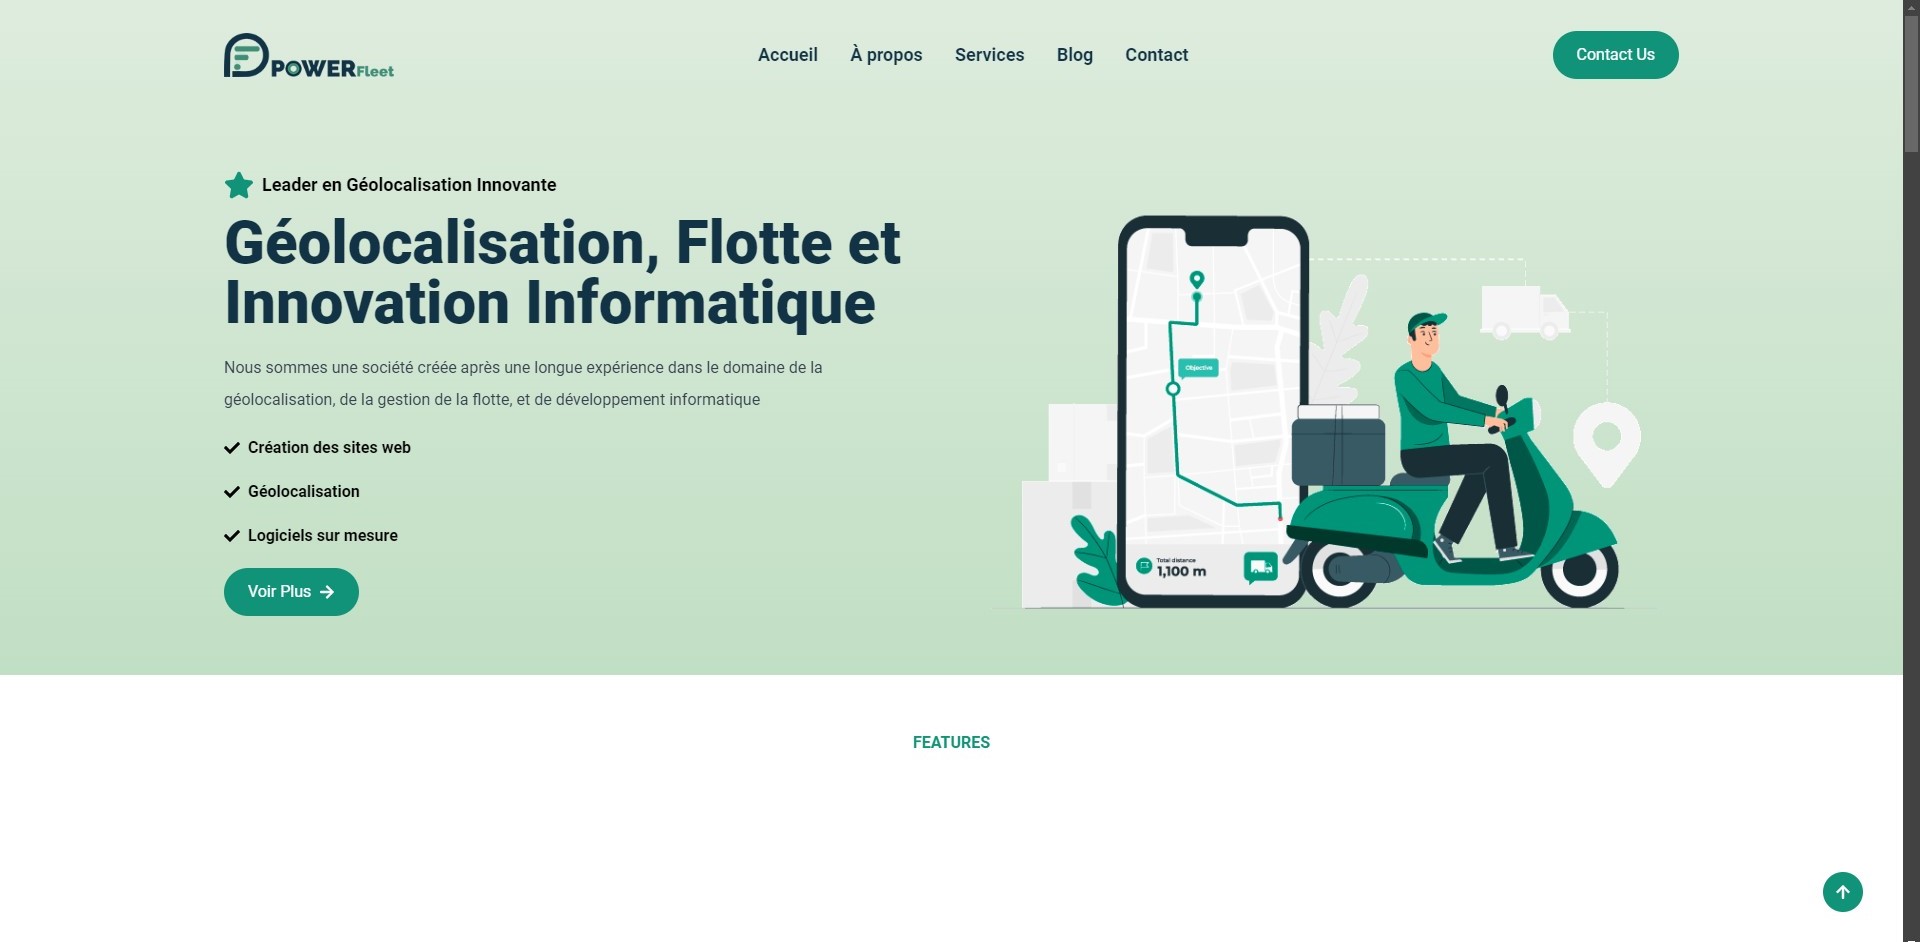 POWERFleet
Accueil
À propos
Services
Blog
Contact
Contact Us
Leader en Géolocalisation Innovante
Géolocalisation, Flotte et
Innovation Informatique
Nous sommes une société créée après une longue expérience dans le domaine de la
géolocalisation, de la gestion de la flotte, et de développement informatique
Création des sites web
Géolocalisation
Logiciels sur mesure
Voir Plus
Objective
Total distance
1,100 m
FEATURES